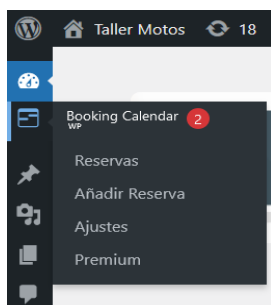 Taller Motos 18
Booking Calendar 2
WP
Reservas
Añadir Reserva
Ajustes
Premium